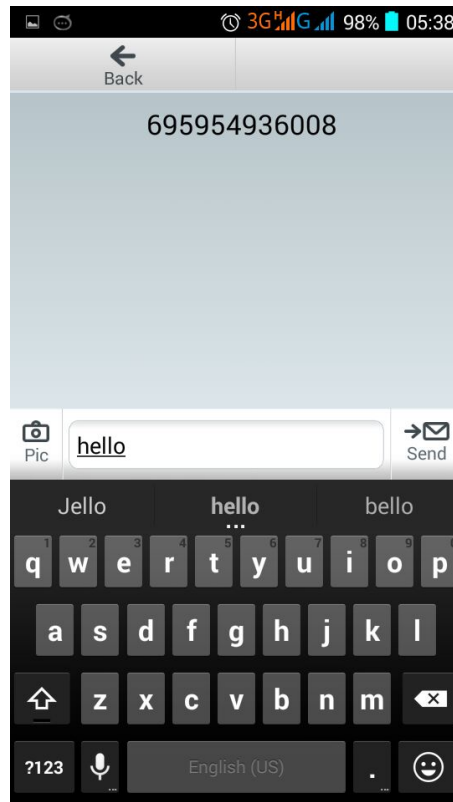 3G H G 98% 05:38
Back
695954936008
Pic hello Send
Jello hello bello
1 2 3 4 5 6 7 8 9
q w e r t y u i o p
a s d f g h j k l
z x c v b n m
?123 English (US) .